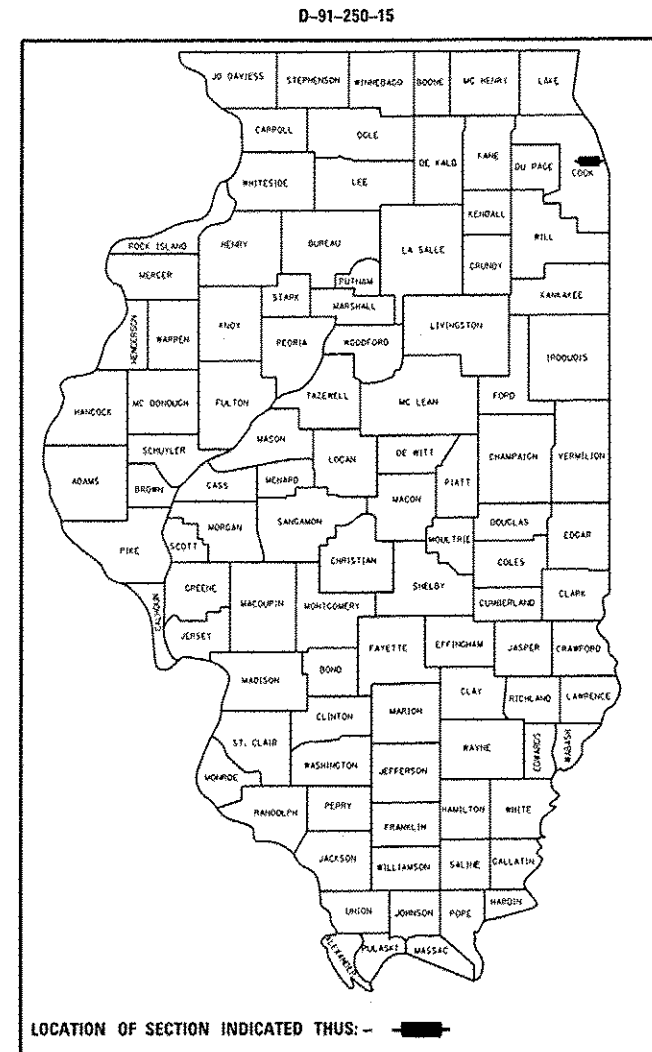 D-91-250-15
JO DAVIESS STEPHENSON WINNEBAGO BOONE MC HENRY LAKE
CARROLL OGLE DE KALB KANE DU PAGE COOK
WHITESIDE LEE KENDALL WILL
ROCK ISLAND HENRY BUREAU LA SALLE GRUNDY
MERCER PUTNAM KANKAKEE
STARK MARSHALL LIVINGSTON
HENDERSON WARREN KNOX PEORIA WOODFORD IROQUOIS
HANCOCK MC DONOUGH FULTON TAZEWELL MC LEAN FORD
MASON
SCHUYLER LOGAN DE WITT CHAMPAIGN VERMILION
ADAMS BROWN CASS MENARD MACON PIATT
MORGAN SANGAMON MOULTRIE DOUGLAS EDGAR
PIKE SCOTT CHRISTIAN COLES
CALHOUN GREENE MACOUPIN MONTGOMERY SHELBY CUMBERLAND CLARK
JERSEY FAYETTE EFFINGHAM JASPER CRAWFORD
MADISON BOND CLAY RICHLAND LAWRENCE
CLINTON MARION
ST. CLAIR WAYNE EDWARDS WABASH
MONROE WASHINGTON JEFFERSON
RANDOLPH PERRY HAMILTON WHITE
FRANKLIN
JACKSON WILLIAMSON SALINE GALLATIN
UNION JOHNSON POPE HARDIN
ALEXANDER PULASKI MASSAC
LOCATION OF SECTION INDICATED THUS: -